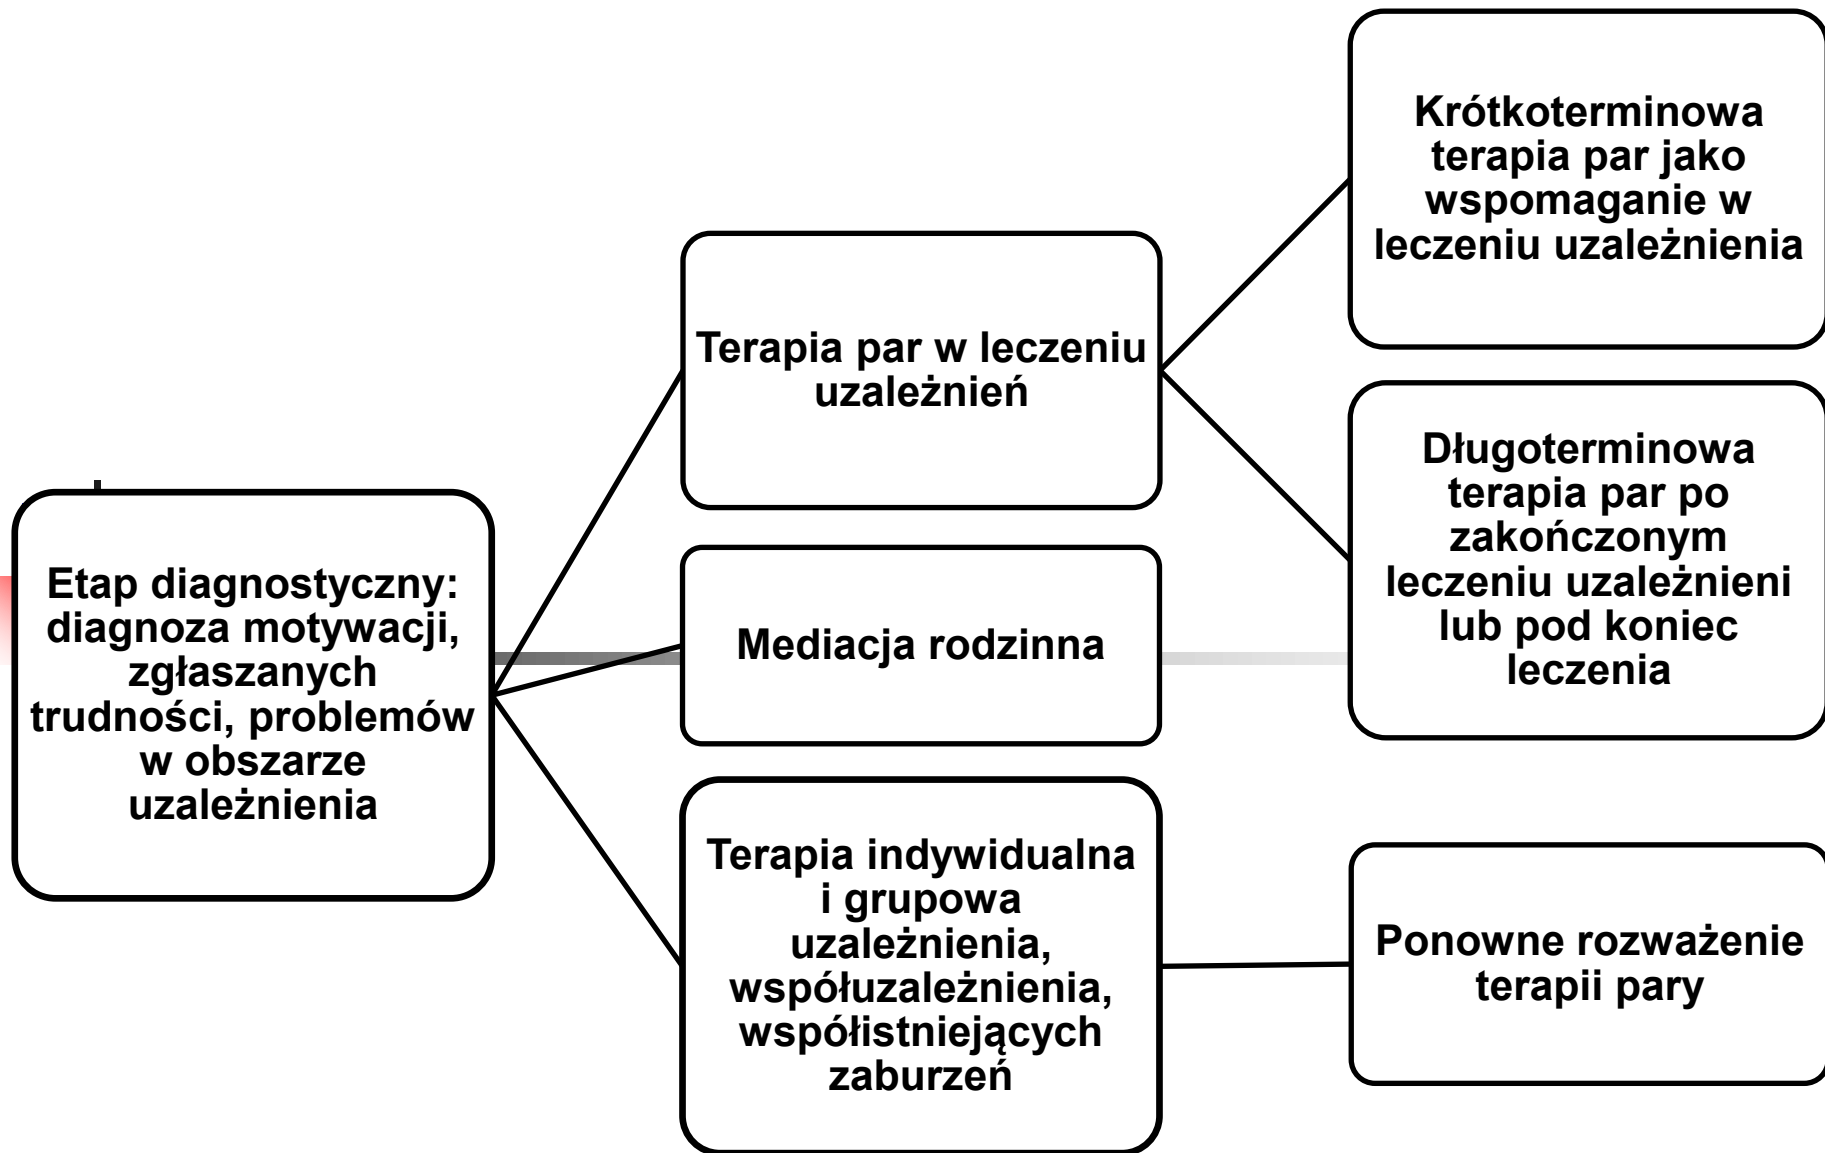 Etap diagnostyczny:
diagnoza motywacji,
zgłaszanych
trudności, problemów
w obszarze
uzależnienia
Terapia par w leczeniu
uzależnień
Krótkoterminowa
terapia par jako
wspomaganie w
leczeniu uzależnienia
Długoterminowa
terapia par po
zakończonym
leczeniu uzależnieni
lub pod koniec
leczenia
Mediacja rodzinna
Terapia indywidualna
i grupowa
uzależnienia,
współuzależnienia,
współistniejących
zaburzeń
Ponowne rozważenie
terapii pary